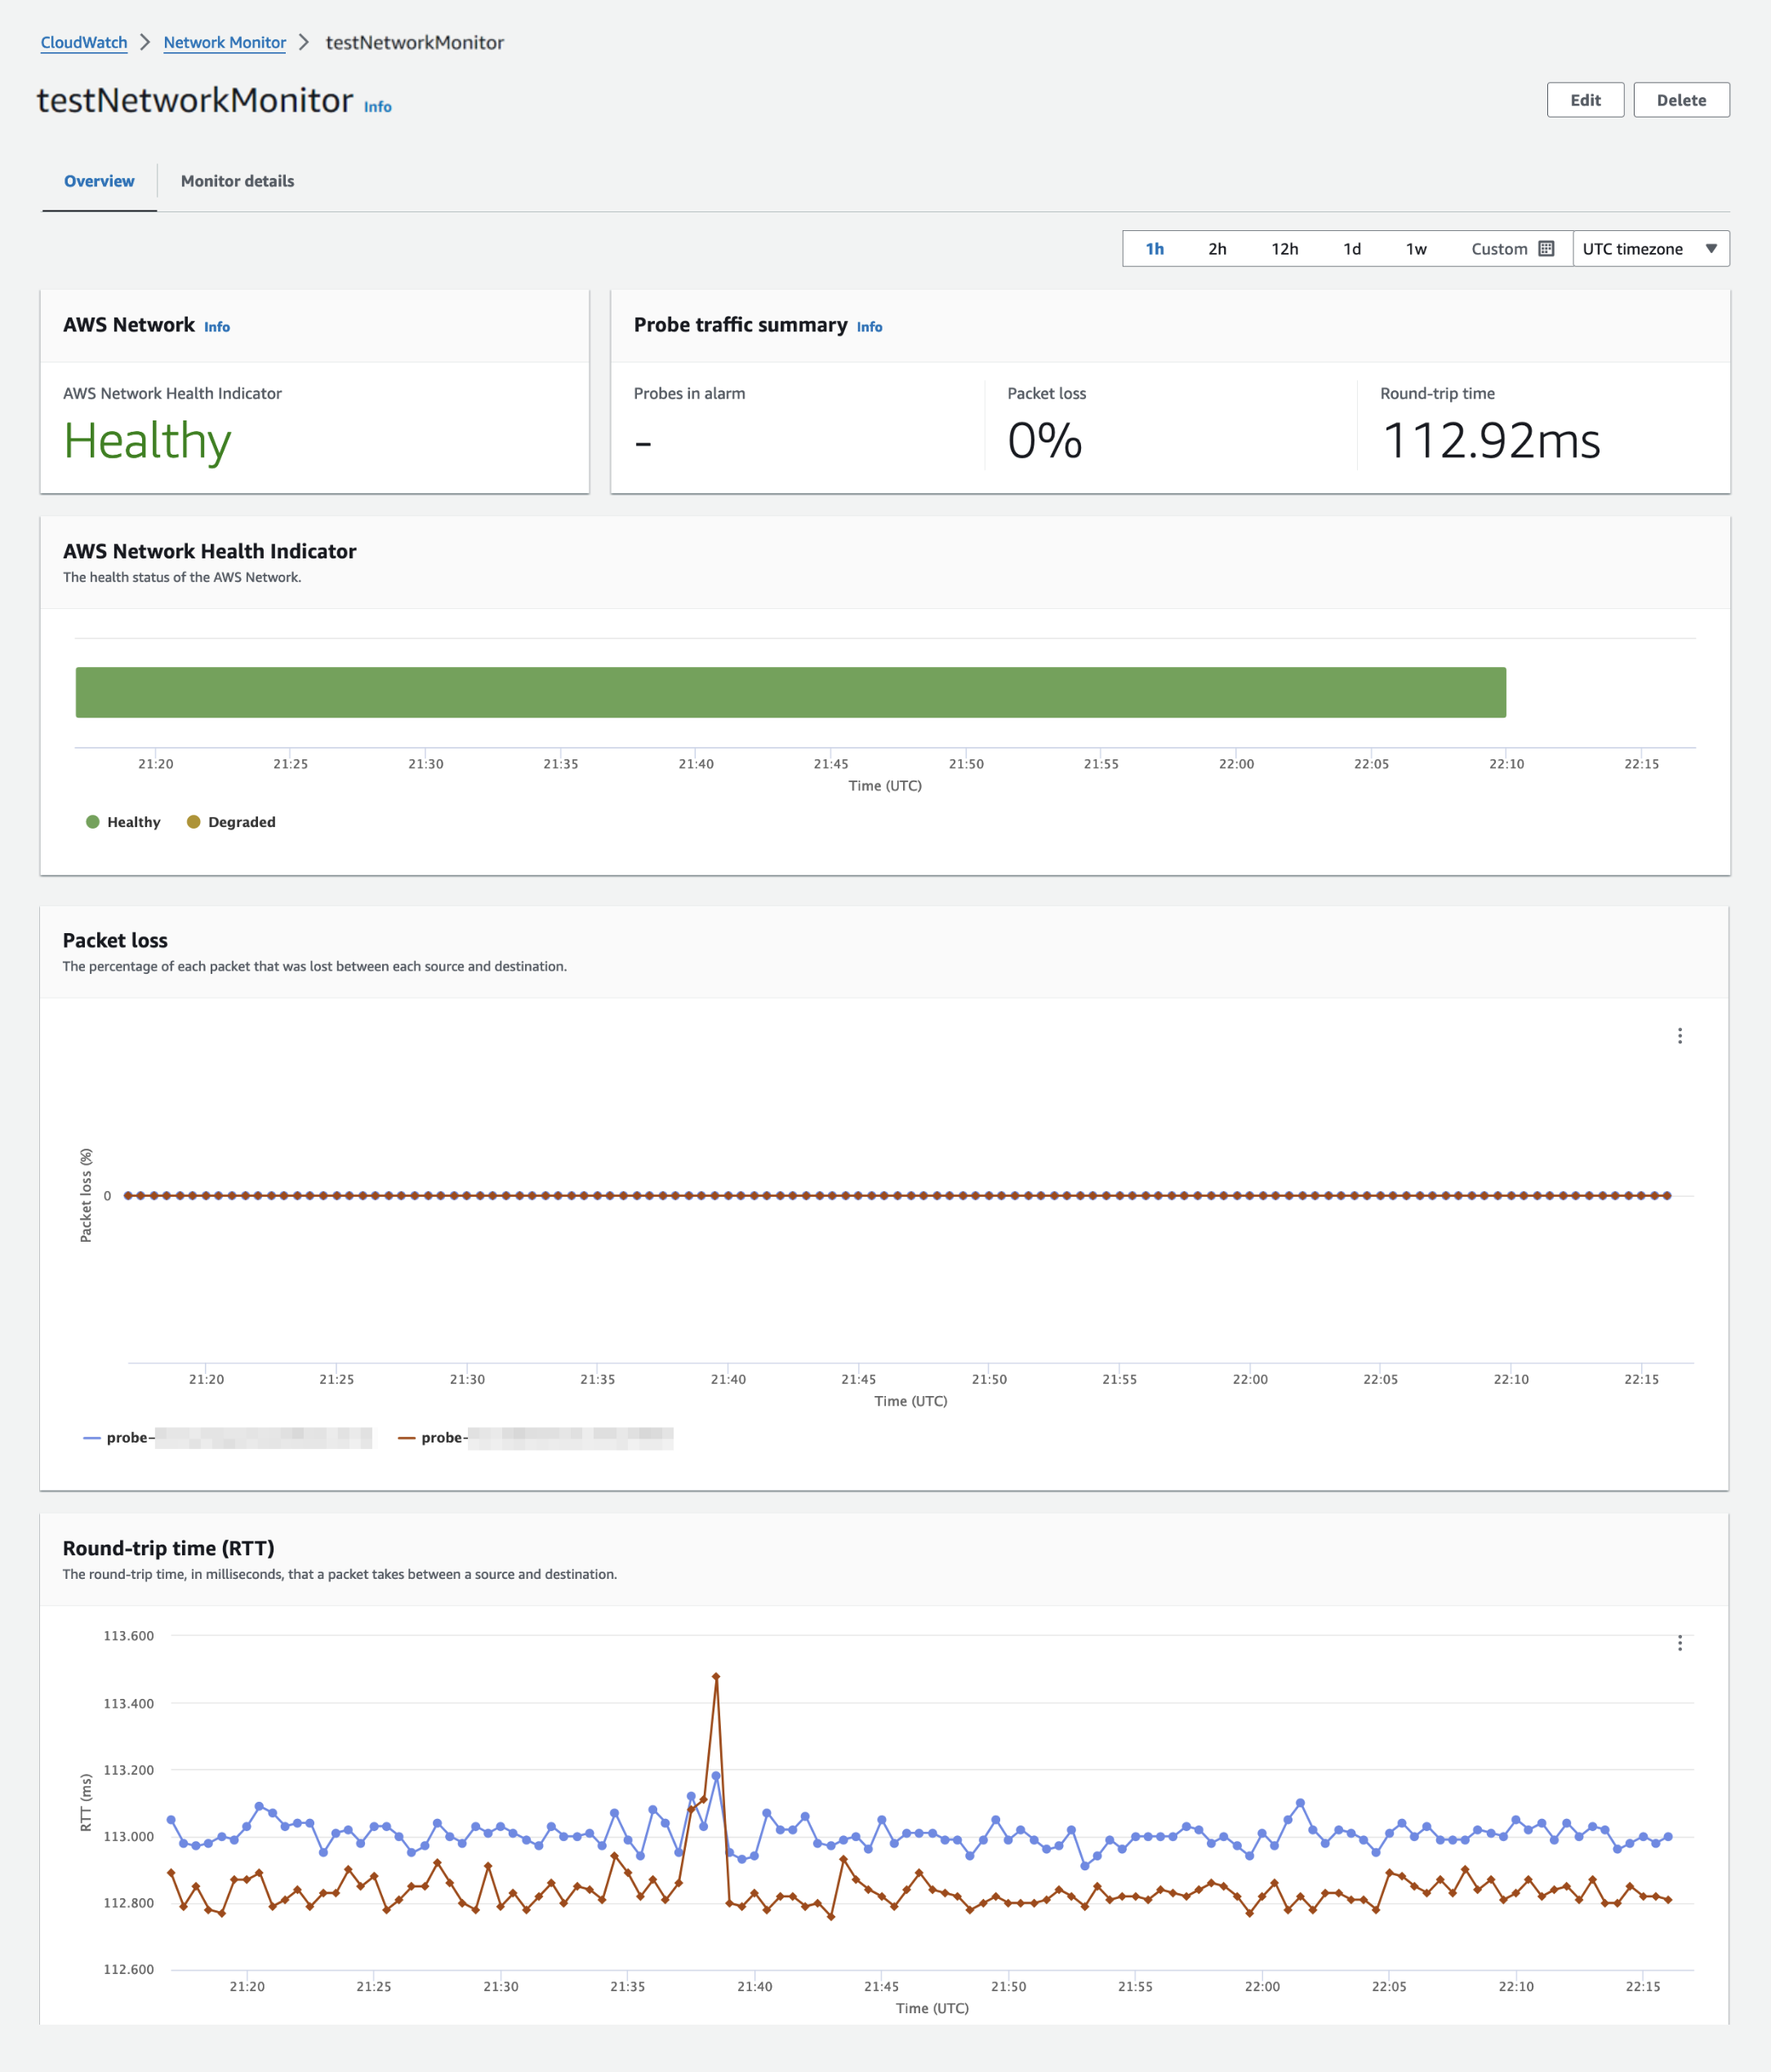 CloudWatch > Network Monitor > testNetworkMonitor
testNetworkMonitor Info
Edit Delete
Overview Monitor details
1h 2h 12h 1d 1w Custom UTC timezone
AWS Network Info
AWS Network Health Indicator
Healthy
Probe traffic summary Info
Probes in alarm Packet loss Round-trip time
- 0% 112.92ms
AWS Network Health Indicator
The health status of the AWS Network.
21:20 21:25 21:30 21:35 21:40 21:45 21:50 21:55 22:00 22:05 22:10 22:15
Time (UTC)
Healthy Degraded
Packet loss
The percentage of each packet that was lost between each source and destination.
Packet loss (%)
0
21:20 21:25 21:30 21:35 21:40 21:45 21:50 21:55 22:00 22:05 22:10 22:15
Time (UTC)
probe- probe-
Round-trip time (RTT)
The round-trip time, in milliseconds, that a packet takes between a source and destination.
RTT (ms)
113.600
113.400
113.200
113.000
112.800
112.600
21:20 21:25 21:30 21:35 21:40 21:45 21:50 21:55 22:00 22:05 22:10 22:15
Time (UTC)